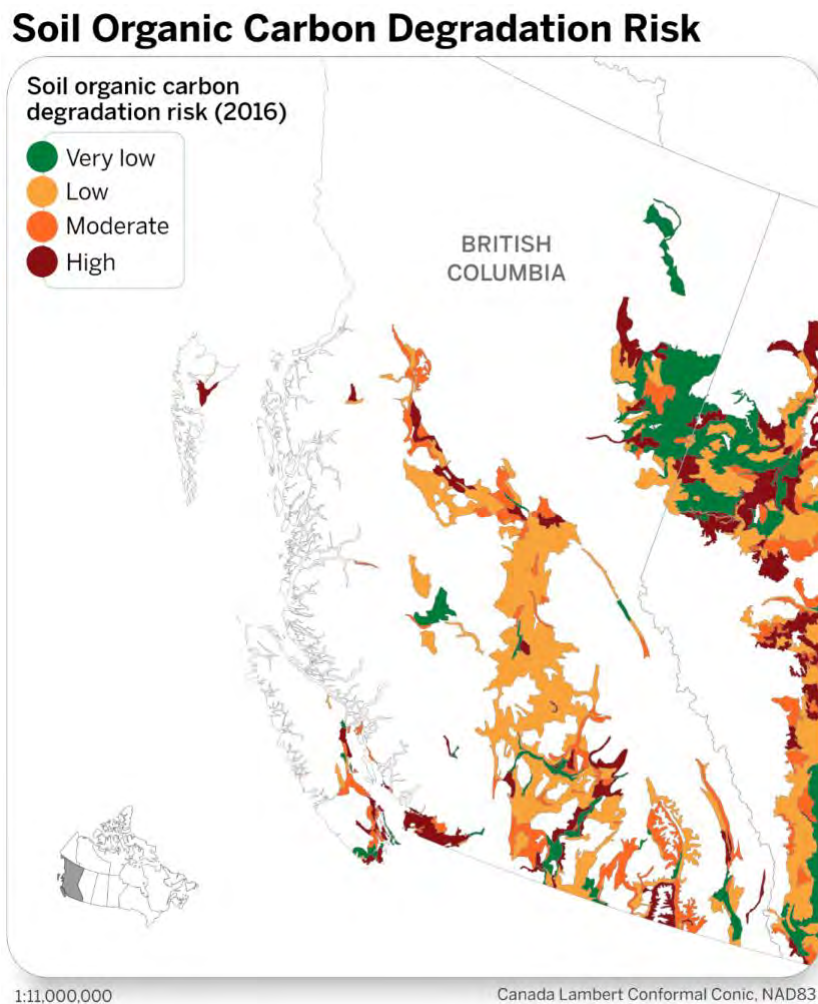 Soil Organic Carbon Degradation Risk
Soil organic carbon
degradation risk (2016)
Very low
Low
Moderate
High
BRITISH
COLUMBIA
1:11,000,000
Canada Lambert Conformal Conic, NAD83